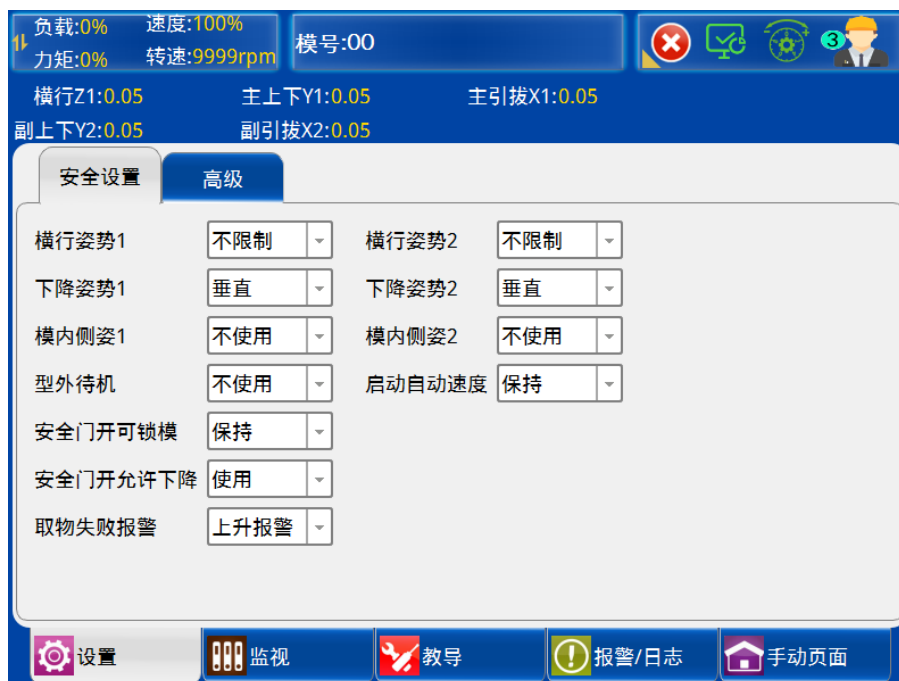 负载:0% 速度:100%
力矩:0% 转速:9999rpm
模号:00
3
横行Z1:0.05 主上下Y1:0.05 主引拔X1:0.05
副上下Y2:0.05 副引拔X2:0.05
安全设置 高级
横行姿势1 不限制 横行姿势2 不限制
下降姿势1 垂直 下降姿势2 垂直
模内侧姿1 不使用 模内侧姿2 不使用
型外待机 不使用 启动自动速度 保持
安全门开可锁模 保持
安全门开允许下降 使用
取物失败报警 上升报警
设置 监视 教导 报警/日志 手动页面